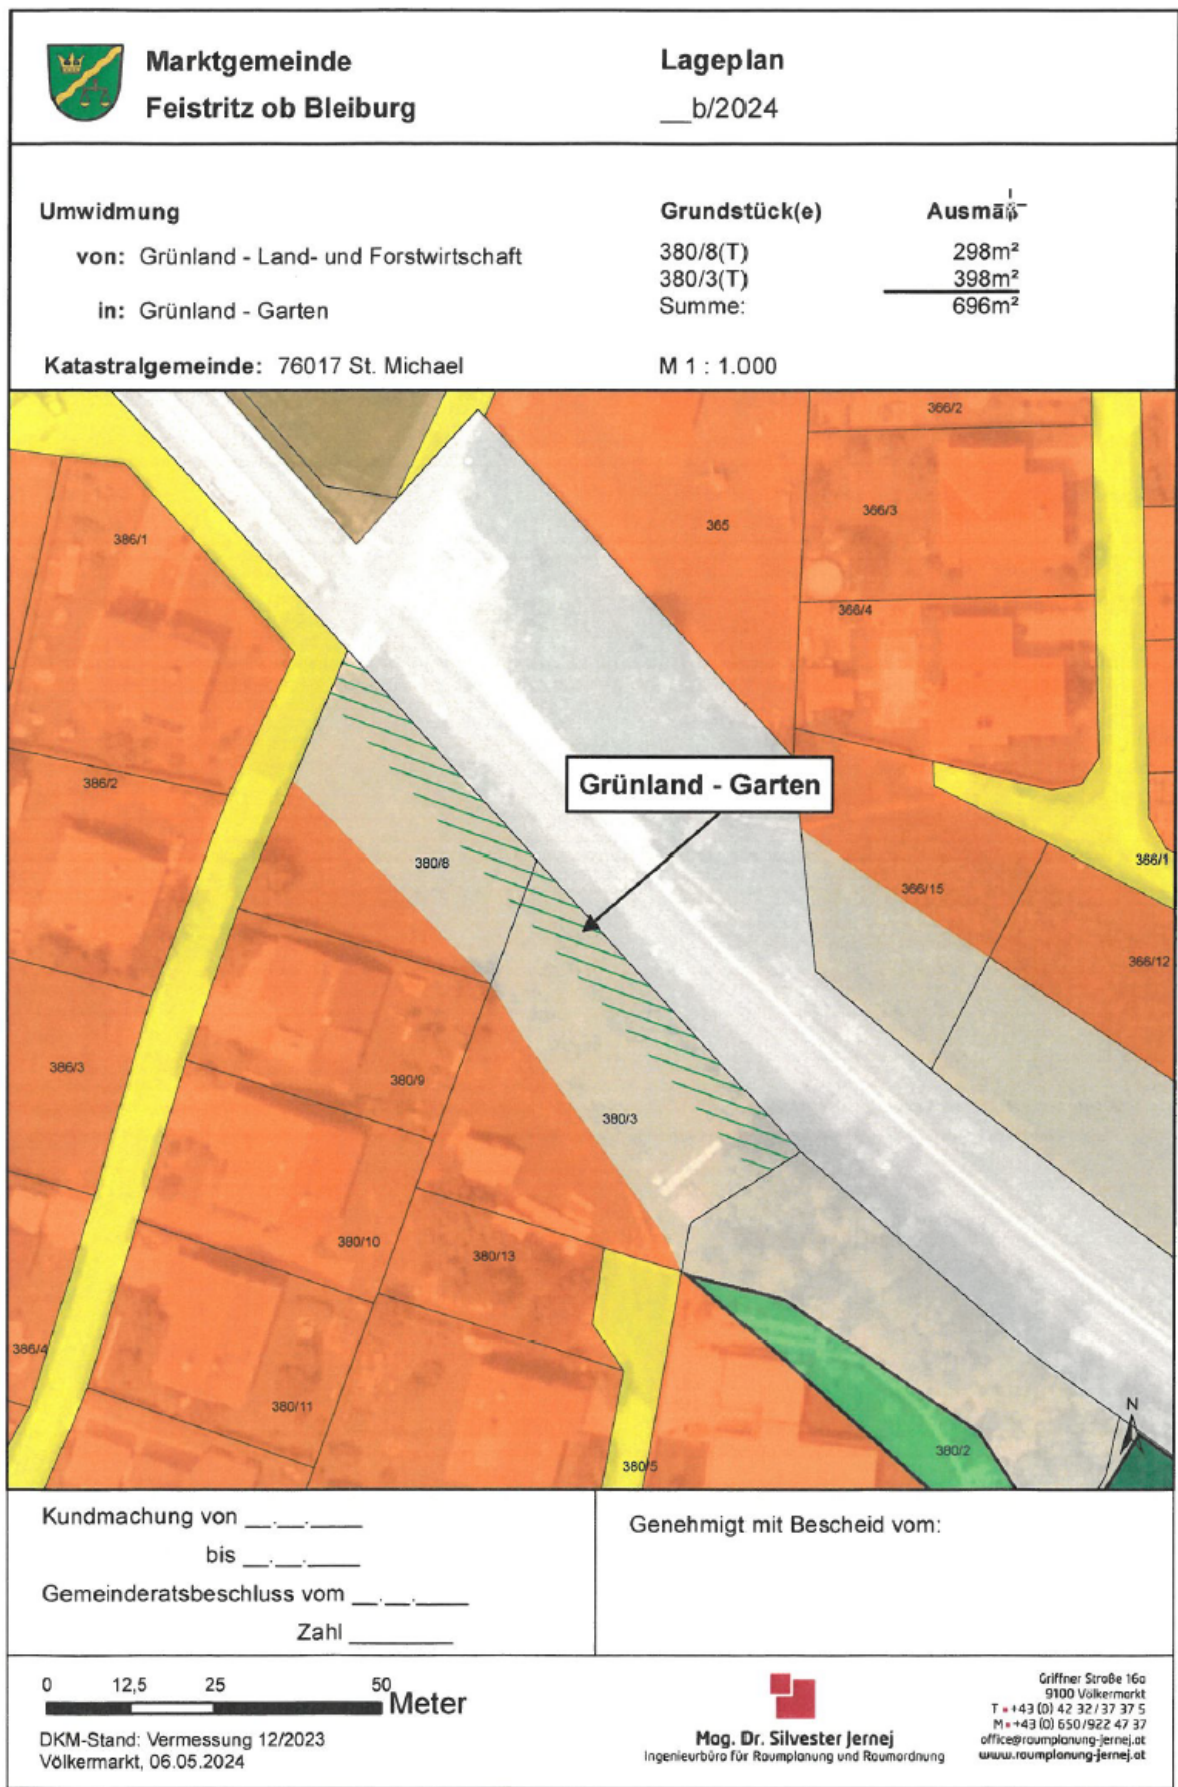 Marktgemeinde
Feistritz ob Bleiburg
Lageplan
__b/2024
Umwidmung
von: Grünland - Land- und Forstwirtschaft
in: Grünland - Garten
Katastralgemeinde: 76017 St. Michael
Grundstück(e) Ausmaß
380/8(T) 298m²
380/3(T) 398m²
Summe: 696m²
M 1 : 1.000
366/2
366/3
365
386/1
366/4
Grünland - Garten
386/2
380/8
366/1
366/15
366/12
386/3
380/9
380/3
380/10
380/13
386/4
380/11
N
380/2
380/5
Kundmachung von __.__.____
bis __.__.____
Gemeinderatsbeschluss vom __.__.____
Zahl ________
Genehmigt mit Bescheid vom:
0 12,5 25 50 Meter
DKM-Stand: Vermessung 12/2023
Völkermarkt, 06.05.2024
Mag. Dr. Silvester Jernej
Ingenieurbüro für Raumplanung und Raumordnung
Griffner Straße 16a
9100 Völkermarkt
T ▪ +43 (0) 42 32 / 37 37 5
M ▪ +43 (0) 650 / 922 47 37
office@raumplanung-jernej.at
www.raumplanung-jernej.at